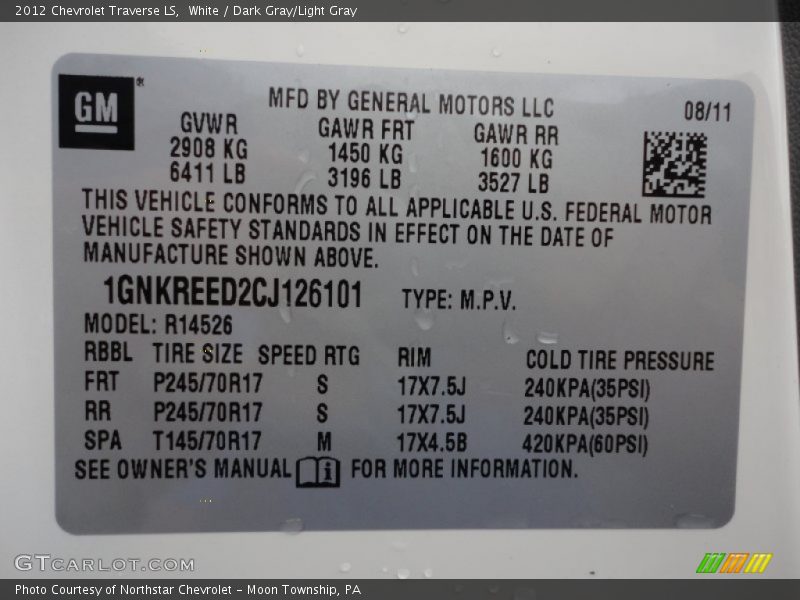 2012 Chevrolet Traverse LS, White / Dark Gray/Light Gray
GM
MFD BY GENERAL MOTORS LLC
08/11
GVWR GAWR FRT GAWR RR
2908 KG 1450 KG 1600 KG
6411 LB 3196 LB 3527 LB
THIS VEHICLE CONFORMS TO ALL APPLICABLE U.S. FEDERAL MOTOR
VEHICLE SAFETY STANDARDS IN EFFECT ON THE DATE OF
MANUFACTURE SHOWN ABOVE.
1GNKREED2CJ126101 TYPE: M.P.V.
MODEL: R14526
RBBL TIRE SIZE SPEED RTG RIM COLD TIRE PRESSURE
FRT P245/70R17 S 17X7.5J 240KPA(35PSI)
RR P245/70R17 S 17X7.5J 240KPA(35PSI)
SPA T145/70R17 M 17X4.5B 420KPA(60PSI)
SEE OWNER'S MANUAL i FOR MORE INFORMATION.
GTCARLOT.COM
Photo Courtesy of Northstar Chevrolet - Moon Township, PA